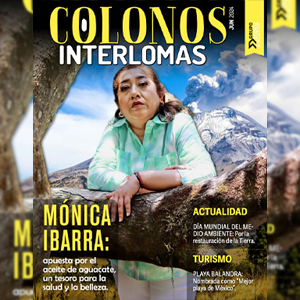 COLONOS
INTERLOMAS
JUN 2024
GRUPO
MÓNICA
IBARRA:
apuesta por el
aceite de aguacate,
un tesoro para la
salud y la belleza.
ACTUALIDAD
DÍA MUNDIAL DEL ME-
DIO AMBIENTE: Por la
restauración de la Tierra.
TURISMO
PLAYA BALANDRA:
Nombrada como "Mejor
playa de México".